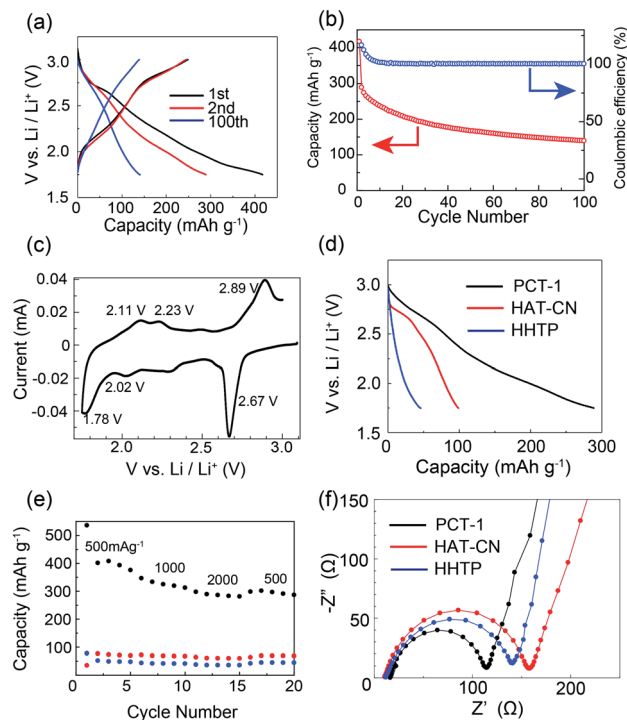 (a)
3.5
3.0
2.5
2.0
1.5
V vs. Li / Li⁺ (V)
1st
2nd
100th
0 100 200 300 400
Capacity (mAh g⁻¹)
(b)
400
350
300
250
200
150
100
50
0
Capacity (mAh g⁻¹)
100
50
0
Coulombic efficiency (%)
0 20 40 60 80 100
Cycle Number
(c)
0.04
0.02
0
-0.02
-0.04
Current (mA)
2.11 V
2.23 V
2.89 V
1.78 V
2.02 V
2.67 V
2.0 2.5 3.0
V vs. Li / Li⁺ (V)
(d)
3.5
3.0
2.5
2.0
1.5
V vs. Li / Li⁺ (V)
PCT-1
HAT-CN
HHTP
0 100 200 300
Capacity (mAh g⁻¹)
(e)
500
400
300
200
100
0
Capacity (mAh g⁻¹)
500mAg⁻¹
1000
2000
500
0 5 10 15 20
Cycle Number
(f)
150
100
50
0
-Z" (Ω)
PCT-1
HAT-CN
HHTP
0 100 200
Z' (Ω)